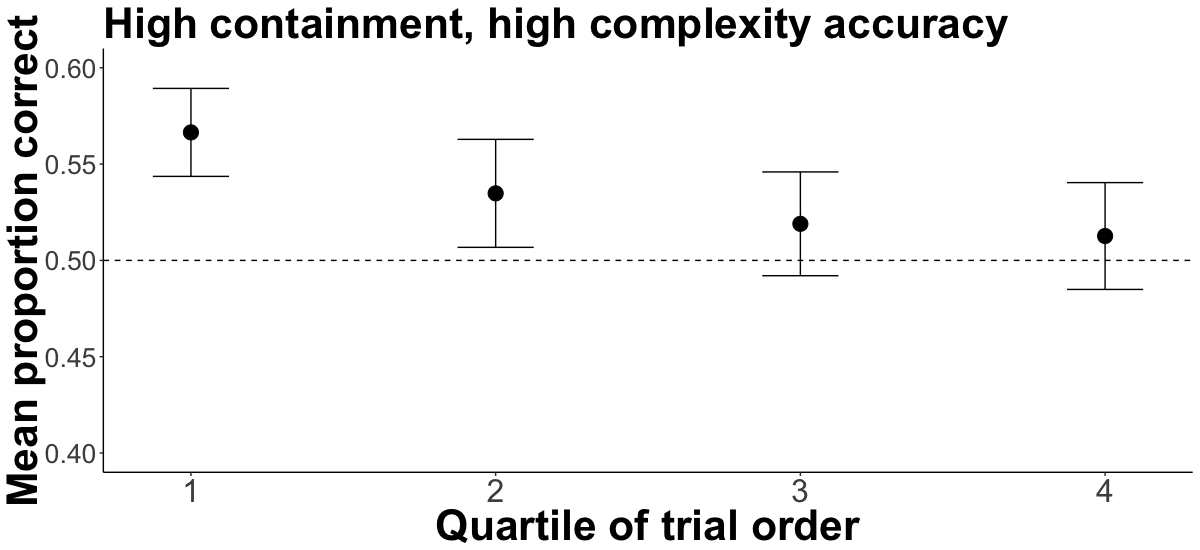 High containment, high complexity accuracy
Mean proportion correct
0.60
0.55
0.50
0.45
0.40
1 2 3 4
Quartile of trial order